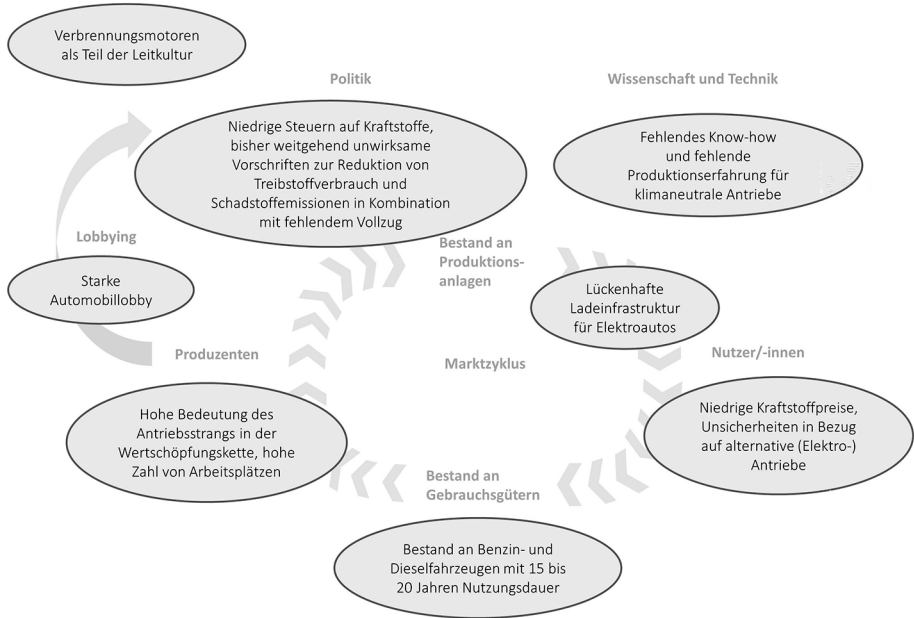 Verbrennungsmotoren
als Teil der Leitkultur
Politik
Wissenschaft und Technik
Niedrige Steuern auf Kraftstoffe,
bisher weitgehend unwirksame
Vorschriften zur Reduktion von
Treibstoffverbrauch und
Schadstoffemissionen in Kombination
mit fehlendem Vollzug
Fehlendes Know-how
und fehlende
Produktionserfahrung für
klimaneutrale Antriebe
Lobbying
Bestand an
Produktions-
anlagen
Starke
Automobillobby
Lückenhafte
Ladeinfrastruktur
für Elektroautos
Produzenten
Marktzyklus
Nutzer/-innen
Hohe Bedeutung des
Antriebsstrangs in der
Wertschöpfungskette, hohe
Zahl von Arbeitsplätzen
Niedrige Kraftstoffpreise,
Unsicherheiten in Bezug
auf alternative (Elektro-)
Antriebe
Bestand an
Gebrauchsgütern
Bestand an Benzin- und
Dieselfahrzeugen mit 15 bis
20 Jahren Nutzungsdauer